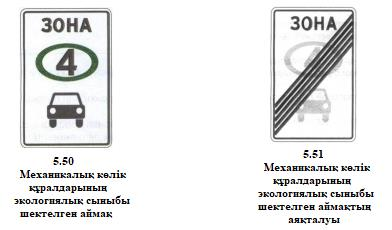 ЗОНА
4
5.50
Механикалық көлік
құралдарының
экологиялық сыныбы
шектелген аймақ
ЗОНА
4
5.51
Механикалық көлік
құралдарының
экологиялық сыныбы
шектелген аймақтың
аяқталуы